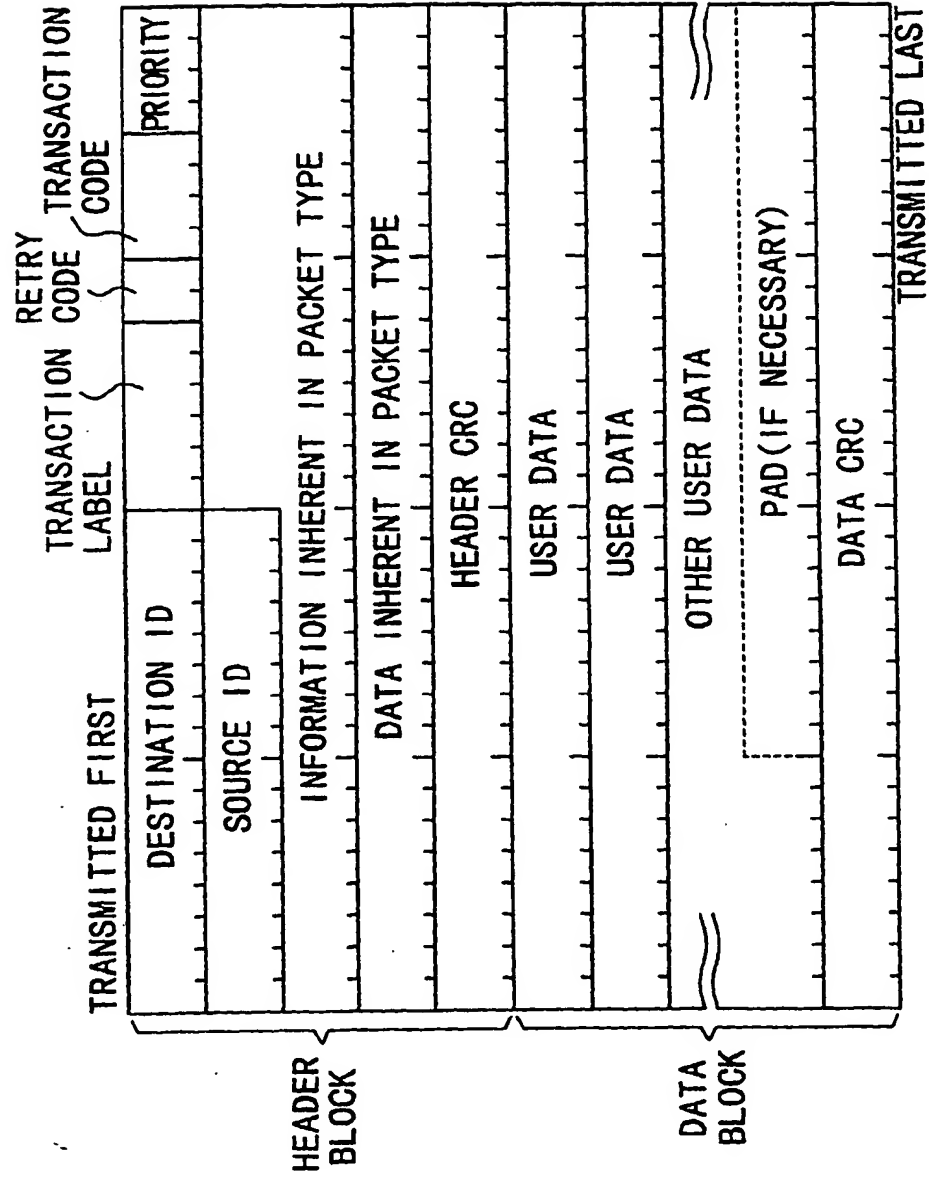 TRANSMITTED FIRST
TRANSACTION
LABEL
RETRY
CODE
TRANSACTION
CODE
DESTINATION ID
PRIORITY
SOURCE ID
INFORMATION INHERENT IN PACKET TYPE
DATA INHERENT IN PACKET TYPE
HEADER CRC
HEADER
BLOCK
USER DATA
USER DATA
OTHER USER DATA
PAD(IF NECESSARY)
DATA CRC
DATA
BLOCK
TRANSMITTED LAST